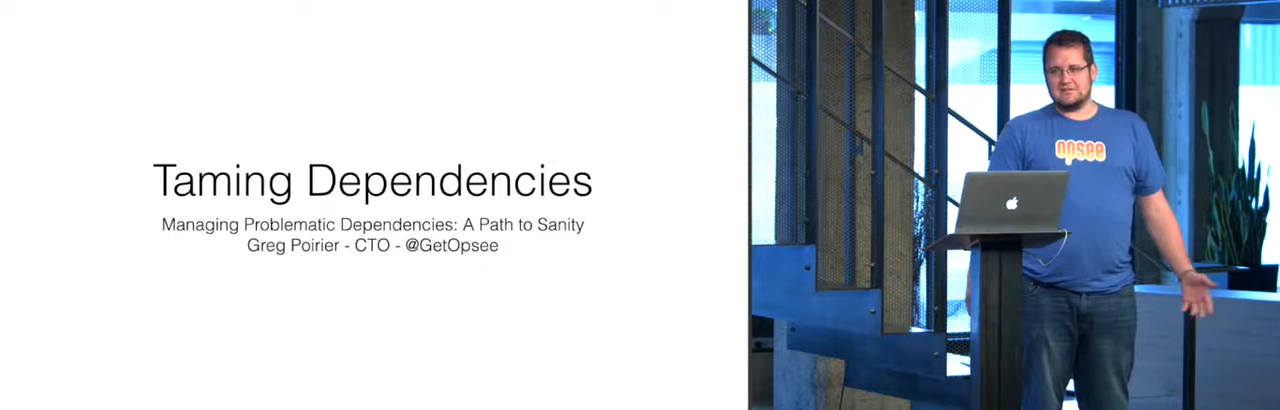 Taming Dependencies
Managing Problematic Dependencies: A Path to Sanity
Greg Poirier - CTO - @GetOpsee
opsee